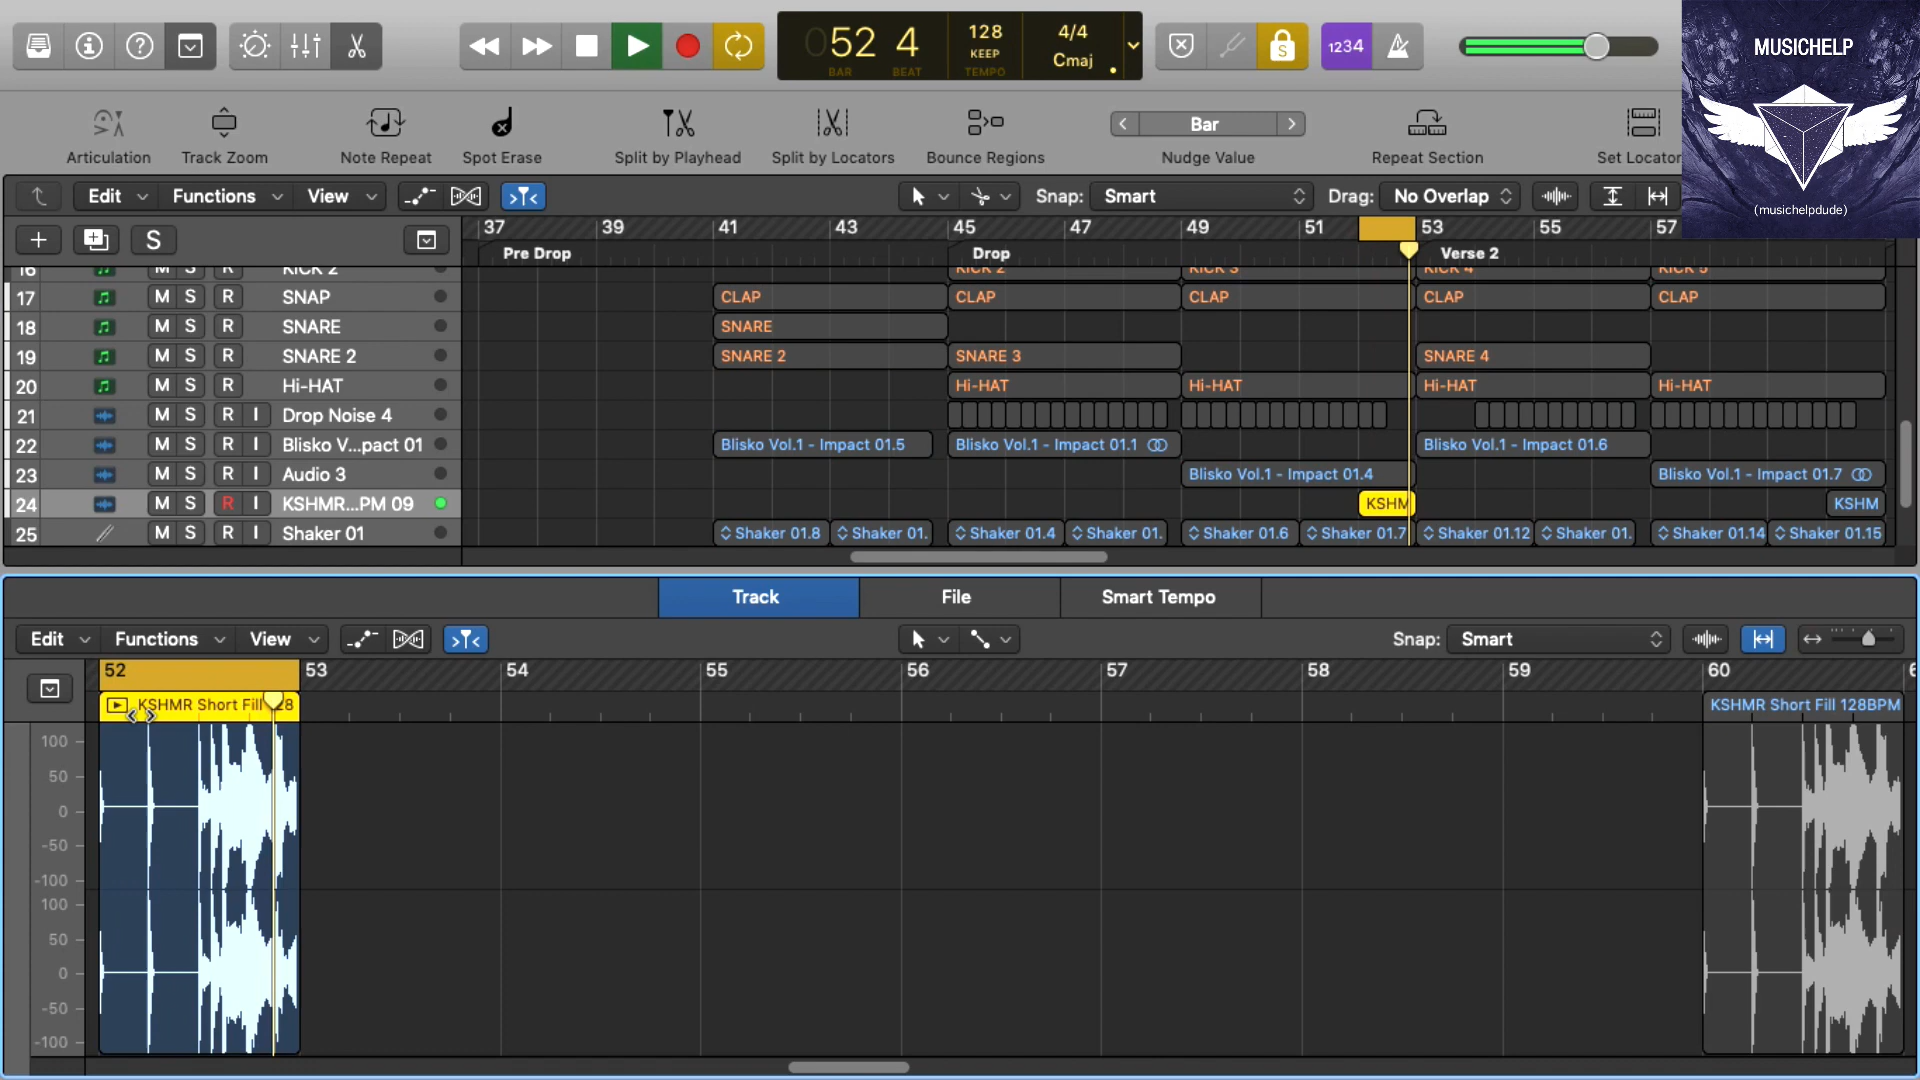 052 4
BAR BEAT
128
KEEP
TEMPO
4/4
Cmaj
S
1234
MUSICHELP
(musichelpdude)
Articulation
Track Zoom
Note Repeat
Spot Erase
Split by Playhead
Split by Locators
Bounce Regions
Bar
Nudge Value
Repeat Section
Set Locator
Edit
Functions
View
Snap: Smart
Drag: No Overlap
S
37 39 41 43 45 47 49 51 53 55 57
Pre Drop
Drop
Verse 2
16 M S R KICK 2 KICK 2 KICK 3 KICK 4 KICK 5
17 M S R SNAP CLAP CLAP CLAP CLAP CLAP
18 M S R SNARE SNARE
19 M S R SNARE 2 SNARE 2 SNARE 3 SNARE 4
20 M S R Hi-HAT Hi-HAT Hi-HAT Hi-HAT Hi-HAT
21 M S R I Drop Noise 4
22 M S R I Blisko V...pact 01 Blisko Vol.1 - Impact 01.5 Blisko Vol.1 - Impact 01.1 Blisko Vol.1 - Impact 01.6
23 M S R I Audio 3 Blisko Vol.1 - Impact 01.4 Blisko Vol.1 - Impact 01.7
24 M S R I KSHMR...PM 09 KSHM KSHM
25 M S R I Shaker 01 Shaker 01.8 Shaker 01. Shaker 01.4 Shaker 01. Shaker 01.6 Shaker 01.7 Shaker 01.12 Shaker 01. Shaker 01.14 Shaker 01.15
Track
File
Smart Tempo
Edit
Functions
View
Snap: Smart
52 53 54 55 56 57 58 59 60 6
KSHMR Short Fill 128
KSHMR Short Fill 128BPM
100
50
0
-50
-100
100
50
0
-50
-100